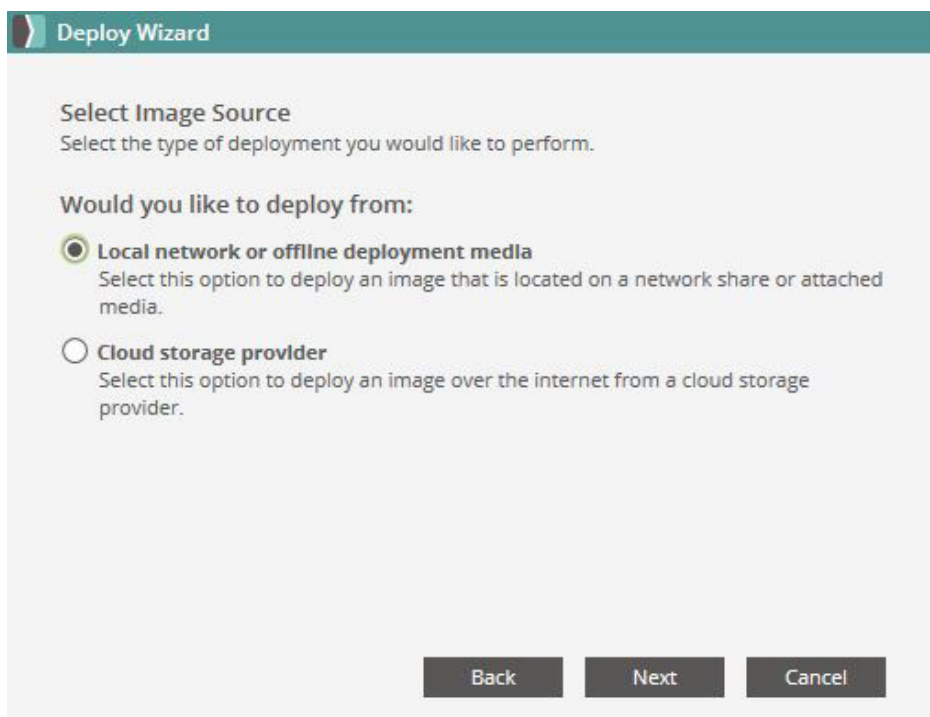 Deploy Wizard
Select Image Source
Select the type of deployment you would like to perform.
Would you like to deploy from:
Local network or offline deployment media
Select this option to deploy an image that is located on a network share or attached
media.
Cloud storage provider
Select this option to deploy an image over the internet from a cloud storage
provider.
Back Next Cancel